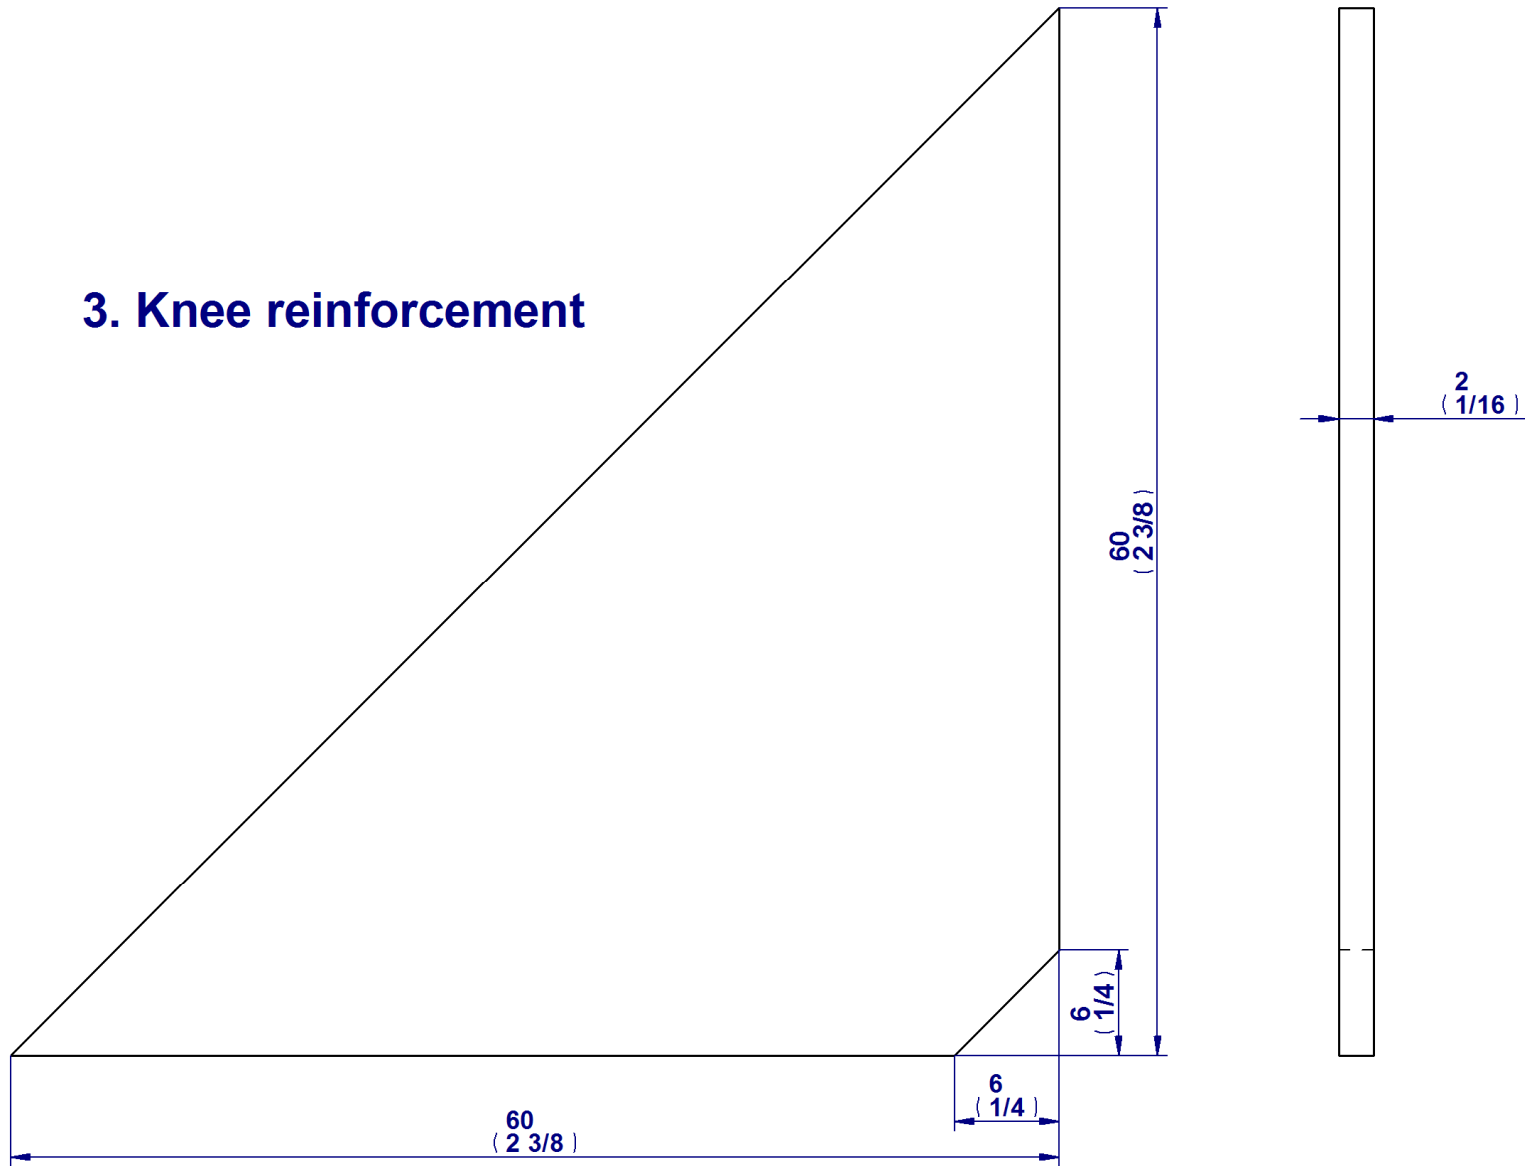 3. Knee reinforcement
2
( 1/16 )
60
( 2 3/8 )
6
( 1/4 )
6
( 1/4 )
60
( 2 3/8 )